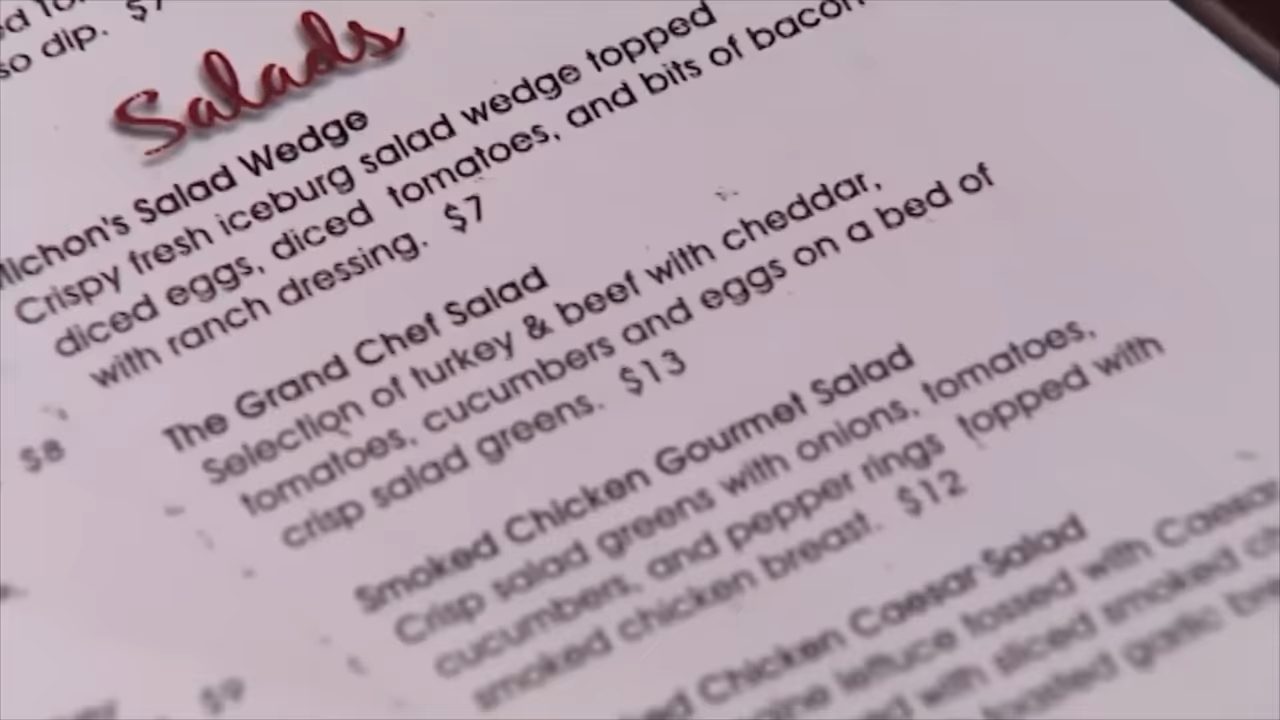 so dip. $7
Salads
Michon's Salad Wedge
Crispy fresh iceburg salad wedge topped
diced eggs, diced tomatoes, and bits of bacon
with ranch dressing. $7
The Grand Chef Salad
Selection of turkey & beef with cheddar,
tomatoes, cucumbers and eggs on a bed of
crisp salad greens. $13
$8
Smoked Chicken Gourmet Salad
Crisp salad greens with onions, tomatoes,
cucumbers, and pepper rings topped with
smoked chicken breast. $12
$9
Chicken Caesar Salad
lettuce tossed with Caesar
with sliced smoked
toasted garlic